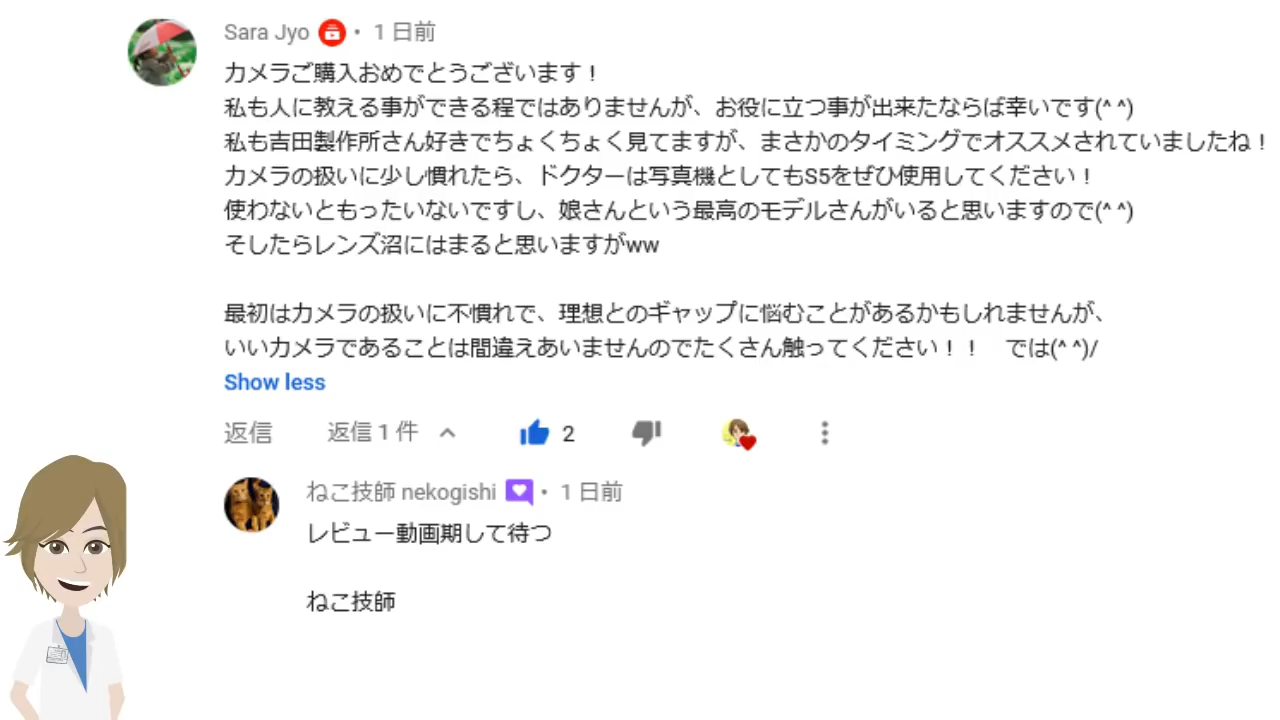 Sara Jyo • 1 日前
カメラご購入おめでとうございます！
私も人に教える事ができる程ではありませんが、お役に立つ事が出来たならば幸いです(^ ^)
私も吉田製作所さん好きでちょくちょく見てますが、まさかのタイミングでオススメされていましたね！
カメラの扱いに少し慣れたら、ドクターは写真機としてもS5をぜひ使用してください！
使わないともったいないですし、娘さんという最高のモデルさんがいると思いますので(^ ^)
そしたらレンズ沼にはまると思いますがww
最初はカメラの扱いに不慣れで、理想とのギャップに悩むことがあるかもしれませんが、
いいカメラであることは間違えあいませんのでたくさん触ってください！！　では(^ ^)/
Show less
返信 返信 1 件 2
ねこ技師 nekogishi • 1 日前
レビュー動画期して待つ
ねこ技師